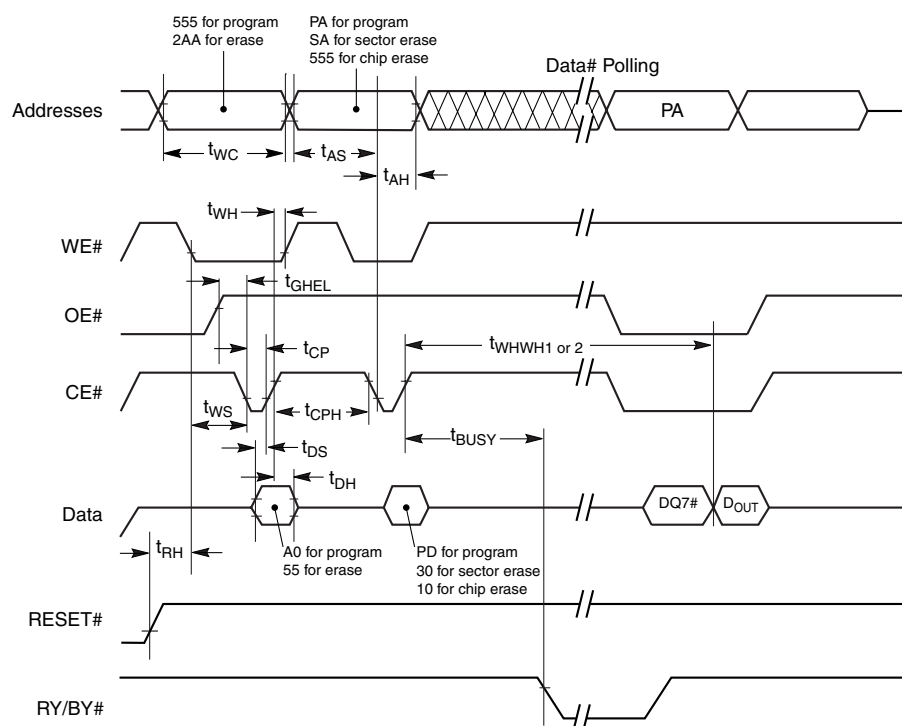 555 for program
2AA for erase
PA for program
SA for sector erase
555 for chip erase
Data# Polling
Addresses
PA
tWC
tAS
tAH
tWH
WE#
tGHEL
OE#
tCP
tWHWH1 or 2
CE#
tWS
tCPH
tBUSY
tDS
tDH
Data
DQ7#
DOUT
tRH
A0 for program
55 for erase
PD for program
30 for sector erase
10 for chip erase
RESET#
RY/BY#